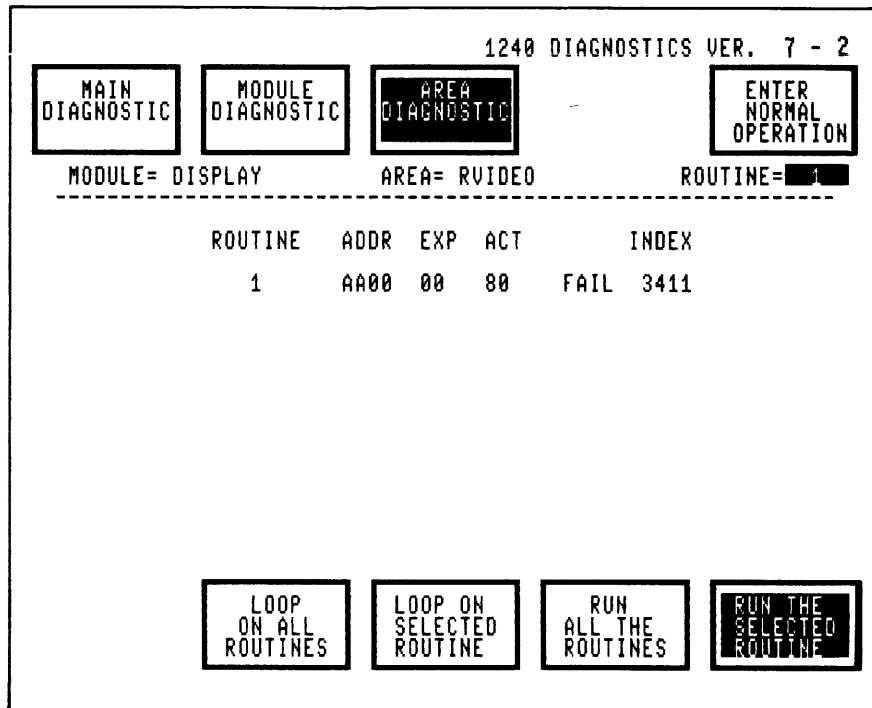 1240 DIAGNOSTICS VER. 7 - 2
MAIN
DIAGNOSTIC
MODULE
DIAGNOSTIC
AREA
DIAGNOSTIC
ENTER
NORMAL
OPERATION
MODULE= DISPLAY AREA= RVIDEO ROUTINE= 1
ROUTINE ADDR EXP ACT INDEX
1 AA00 00 80 FAIL 3411
LOOP
ON ALL
ROUTINES
LOOP ON
SELECTED
ROUTINE
RUN
ALL THE
ROUTINES
RUN THE
SELECTED
ROUTINE